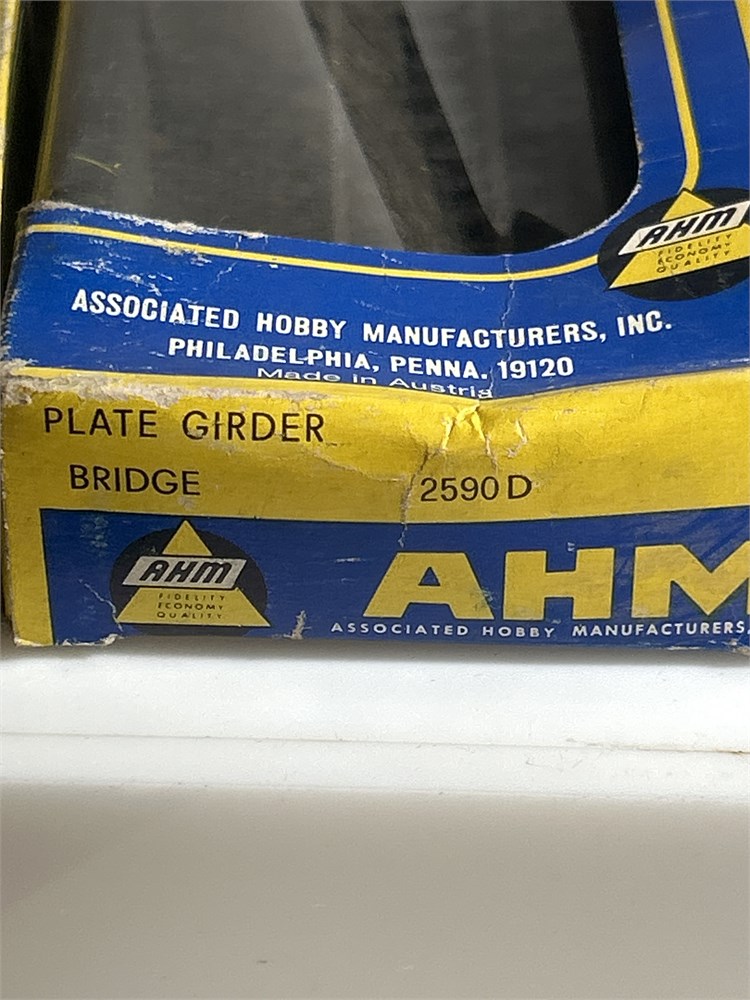 AHM
FIDELITY
ECONOMY
QUALITY
ASSOCIATED HOBBY MANUFACTURERS, INC.
PHILADELPHIA, PENNA. 19120
Made in Austria
PLATE GIRDER
BRIDGE 2590 D
AHM
FIDELITY
ECONOMY
QUALITY
AHM
ASSOCIATED HOBBY MANUFACTURERS,